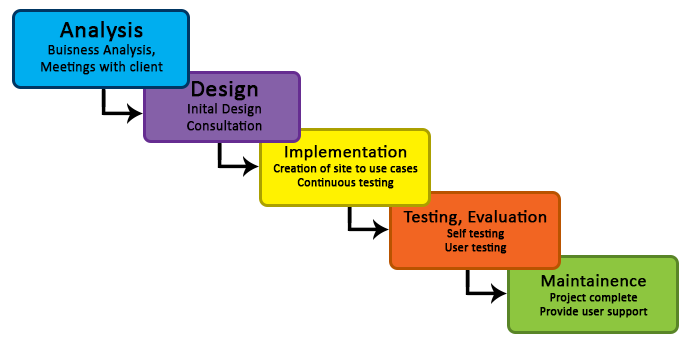 Analysis
Buisness Analysis,
Meetings with client
Design
Inital Design
Consultation
Implementation
Creation of site to use cases
Continuous testing
Testing, Evaluation
Self testing
User testing
Maintainence
Project complete
Provide user support